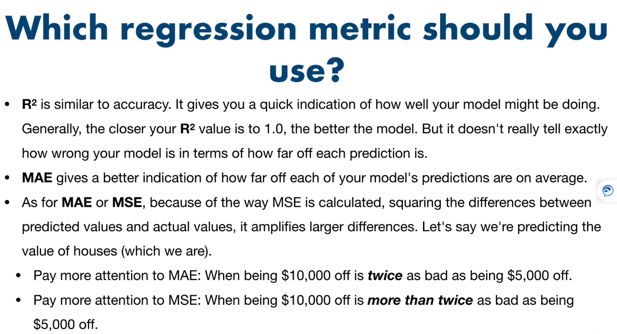 Which regression metric should you
use?
• R² is similar to accuracy. It gives you a quick indication of how well your model might be doing.
Generally, the closer your R² value is to 1.0, the better the model. But it doesn't really tell exactly
how wrong your model is in terms of how far off each prediction is.
• MAE gives a better indication of how far off each of your model's predictions are on average.
• As for MAE or MSE, because of the way MSE is calculated, squaring the differences between
predicted values and actual values, it amplifies larger differences. Let's say we're predicting the
value of houses (which we are).
• Pay more attention to MAE: When being $10,000 off is twice as bad as being $5,000 off.
• Pay more attention to MSE: When being $10,000 off is more than twice as bad as being
$5,000 off.